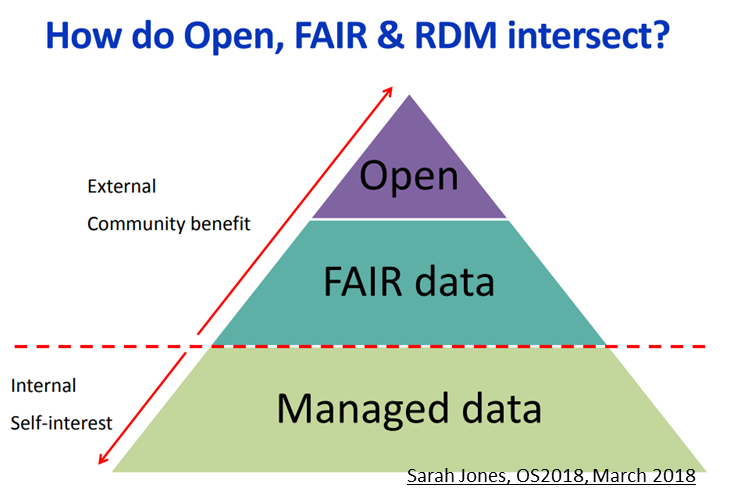 How do Open, FAIR & RDM intersect?
Open
External
Community benefit
FAIR data
Internal
Self-interest
Managed data
Sarah Jones, OS2018, March 2018